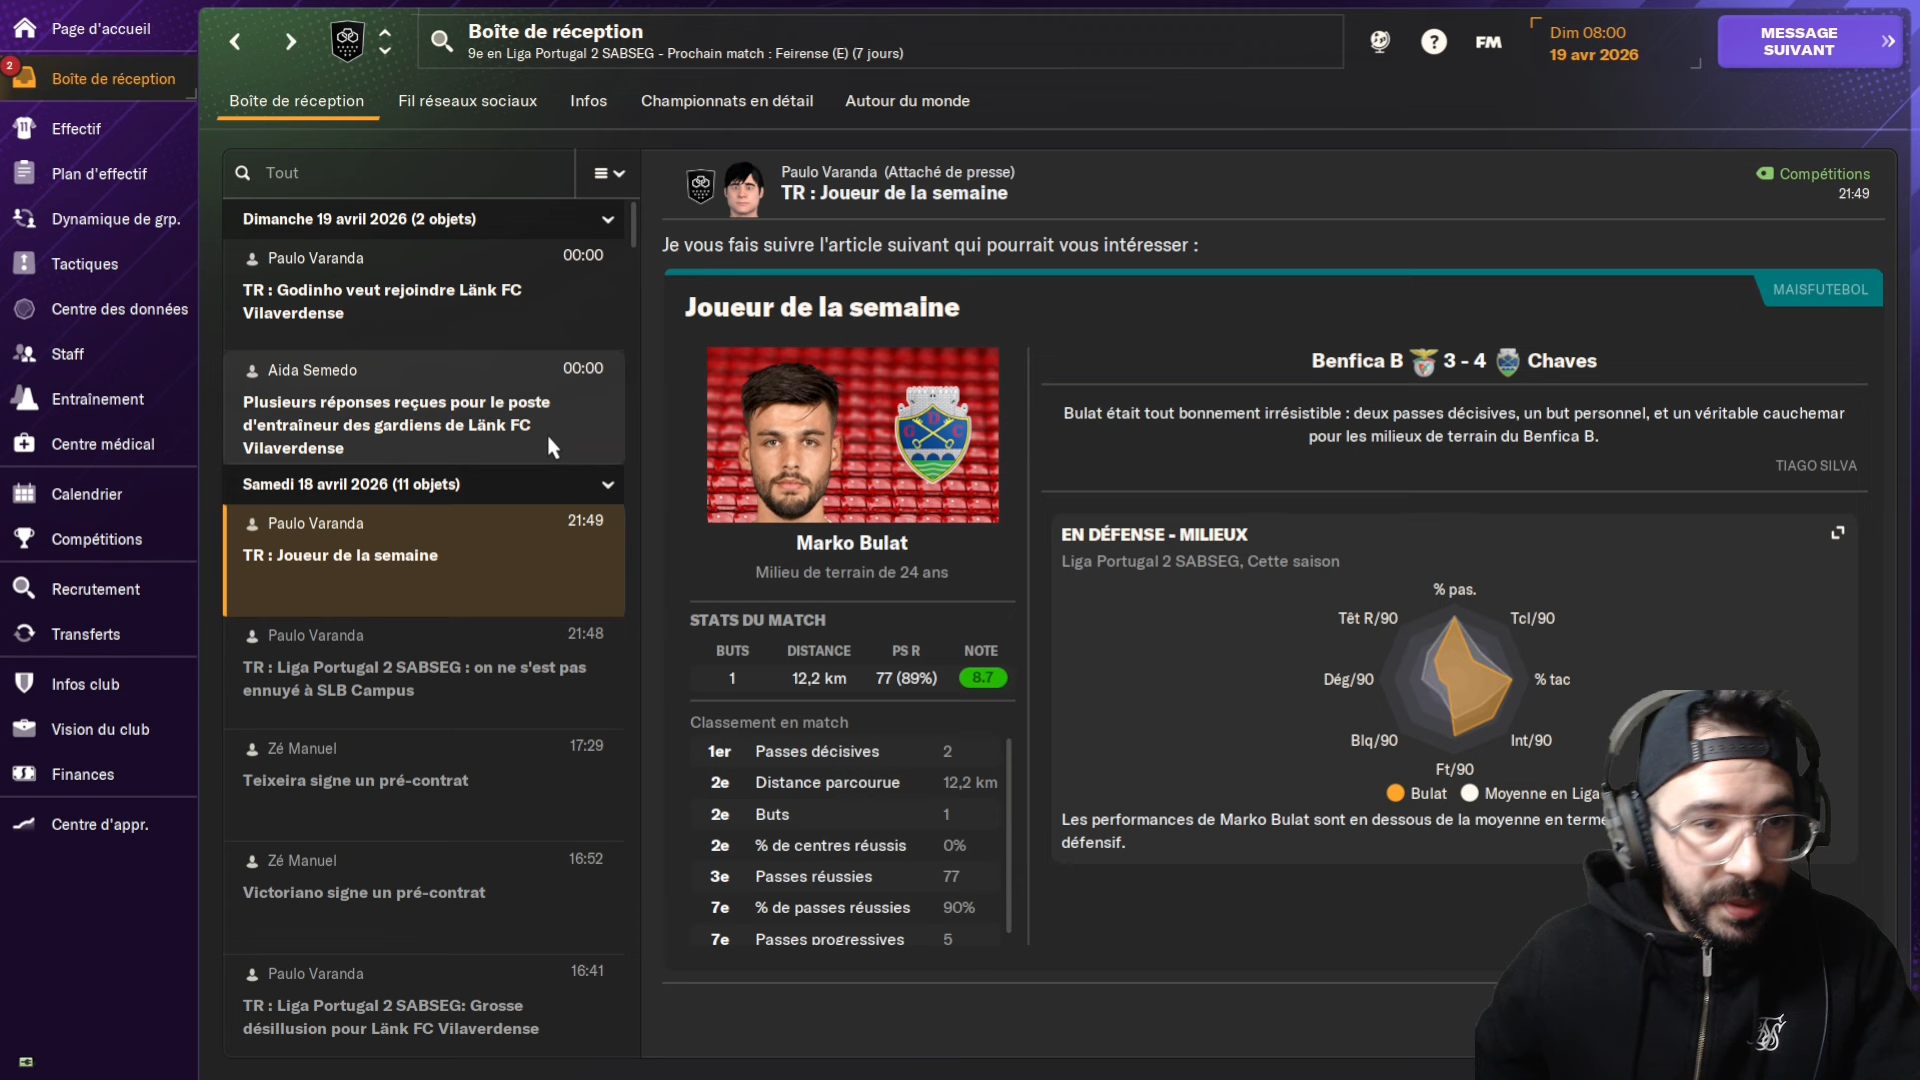 Page d'accueil
2
Boîte de réception
Effectif
Plan d'effectif
Dynamique de grp.
Tactiques
Centre des données
Staff
Entraînement
Centre médical
Calendrier
Compétitions
Recrutement
Transferts
Infos club
Vision du club
Finances
Centre d'appr.
Boîte de réception
9e en Liga Portugal 2 SABSEG - Prochain match : Feirense (E) (7 jours)
?
FM
Dim 08:00
19 avr 2026
MESSAGE
SUIVANT
Boîte de réception
Fil réseaux sociaux
Infos
Championnats en détail
Autour du monde
Tout
Dimanche 19 avril 2026 (2 objets)
Paulo Varanda
00:00
TR : Godinho veut rejoindre Länk FC
Vilaverdense
Aida Semedo
00:00
Plusieurs réponses reçues pour le poste
d'entraîneur des gardiens de Länk FC
Vilaverdense
Samedi 18 avril 2026 (11 objets)
Paulo Varanda
21:49
TR : Joueur de la semaine
Paulo Varanda
21:48
TR : Liga Portugal 2 SABSEG : on ne s'est pas
ennuyé à SLB Campus
Zé Manuel
17:29
Teixeira signe un pré-contrat
Zé Manuel
16:52
Victoriano signe un pré-contrat
Paulo Varanda
16:41
TR : Liga Portugal 2 SABSEG: Grosse
désillusion pour Länk FC Vilaverdense
Paulo Varanda (Attaché de presse)
TR : Joueur de la semaine
Compétitions
21:49
Je vous fais suivre l'article suivant qui pourrait vous intéresser :
MAISFUTEBOL
Joueur de la semaine
Marko Bulat
Milieu de terrain de 24 ans
STATS DU MATCH
BUTS DISTANCE PS R NOTE
1 12,2 km 77 (89%) 8.7
Classement en match
1er Passes décisives 2
2e Distance parcourue 12,2 km
2e Buts 1
2e % de centres réussis 0%
3e Passes réussies 77
7e % de passes réussies 90%
7e Passes progressives 5
Benfica B 3 - 4 Chaves
Bulat était tout bonnement irrésistible : deux passes décisives, un but personnel, et un véritable cauchemar
pour les milieux de terrain du Benfica B.
TIAGO SILVA
EN DÉFENSE - MILIEUX
Liga Portugal 2 SABSEG, Cette saison
% pas.
Têt R/90
Tcl/90
Dég/90
% tac
Blq/90
Int/90
Ft/90
Bulat
Moyenne en Liga
Les performances de Marko Bulat sont en dessous de la moyenne en terme
défensif.